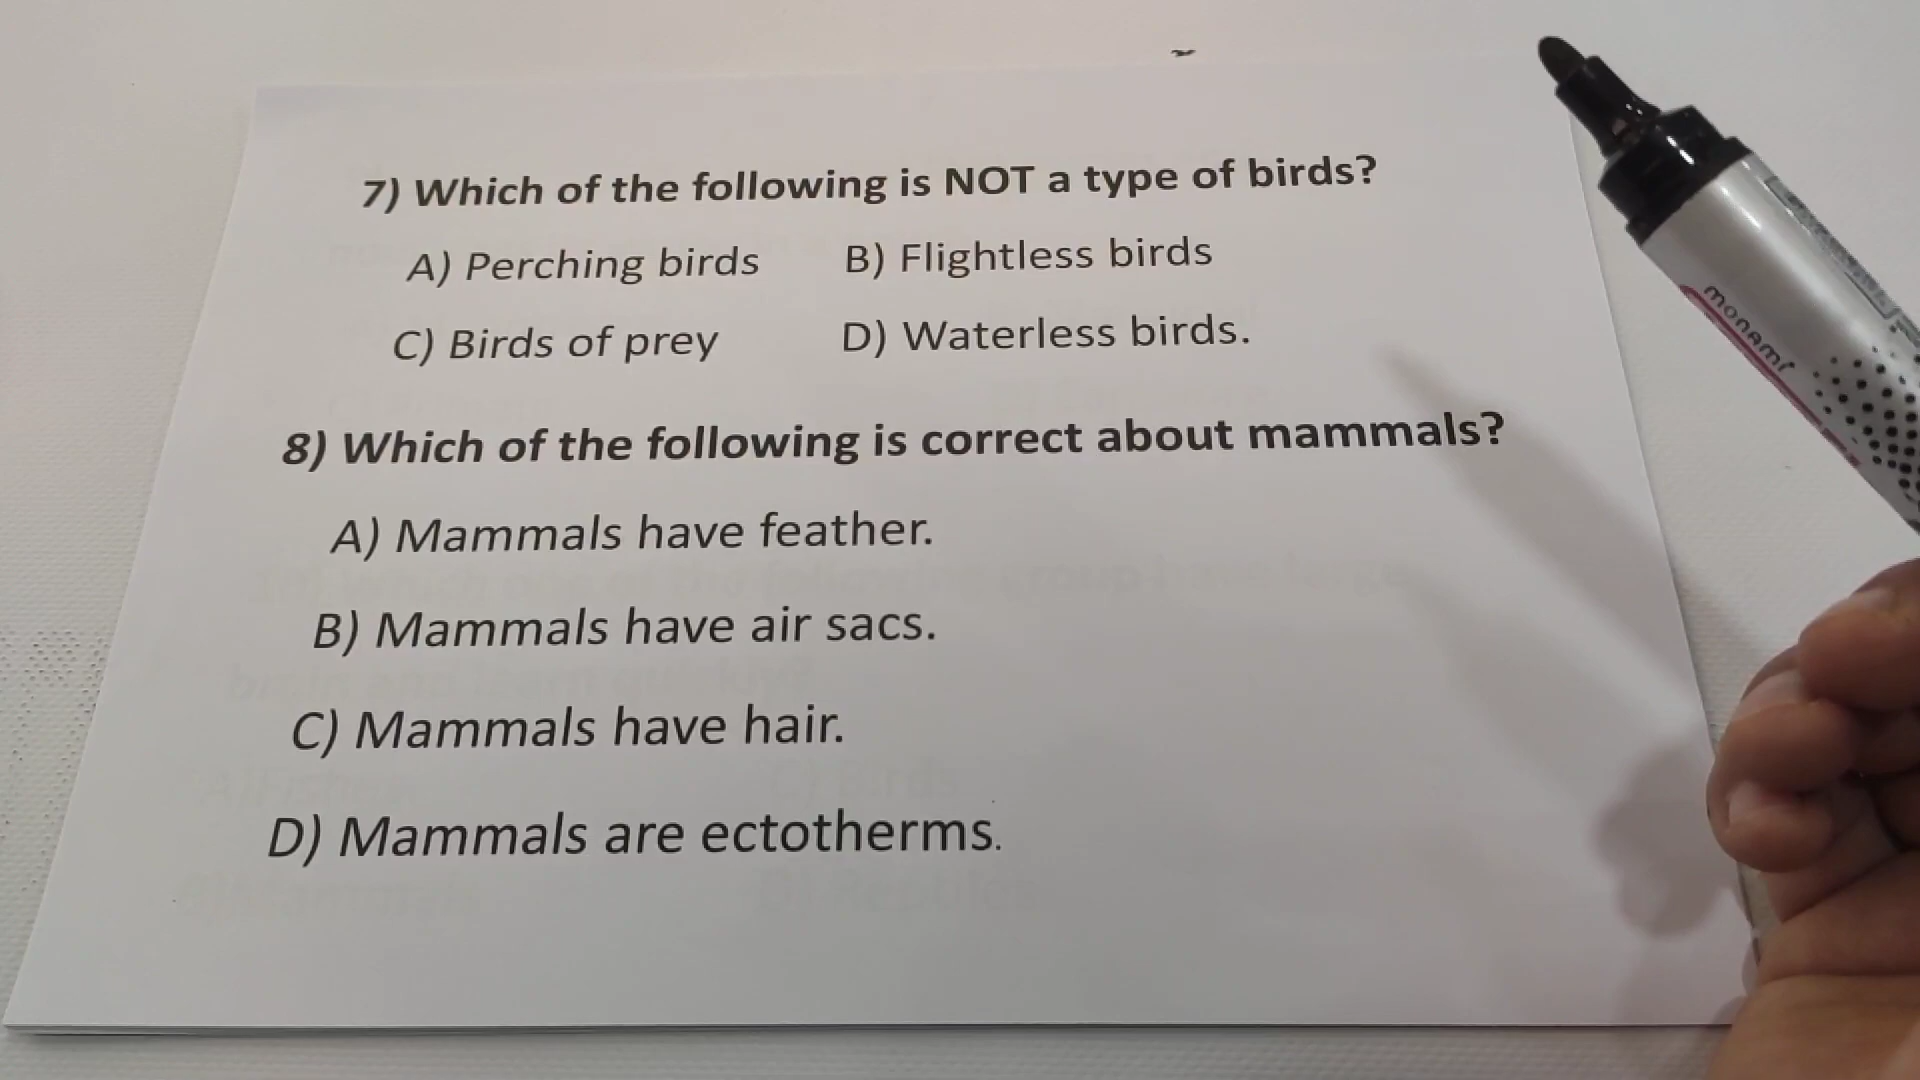 7) Which of the following is NOT a type of birds?
A) Perching birds B) Flightless birds
C) Birds of prey D) Waterless birds.
8) Which of the following is correct about mammals?
A) Mammals have feather.
B) Mammals have air sacs.
C) Mammals have hair.
D) Mammals are ectotherms.
monami